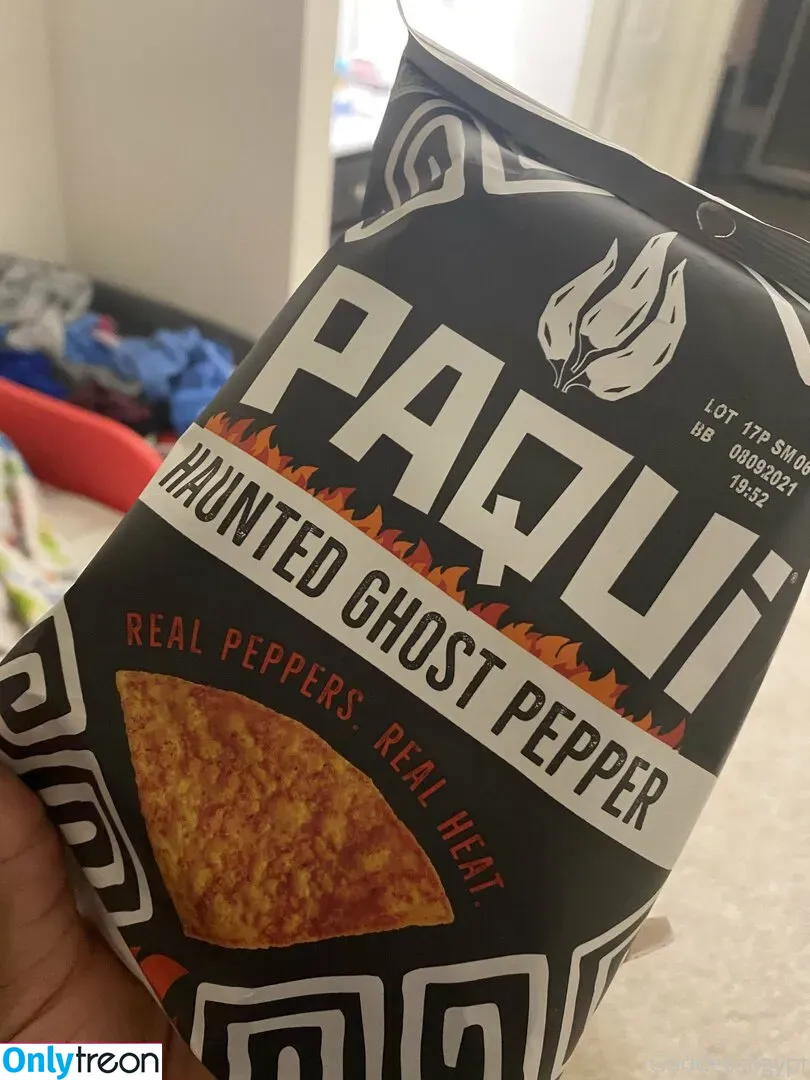 PAQUi
LOT 17P SM06
BB 08092021
19:52
HAUNTED GHOST PEPPER
REAL PEPPERS. REAL HEAT.
Onlytreon